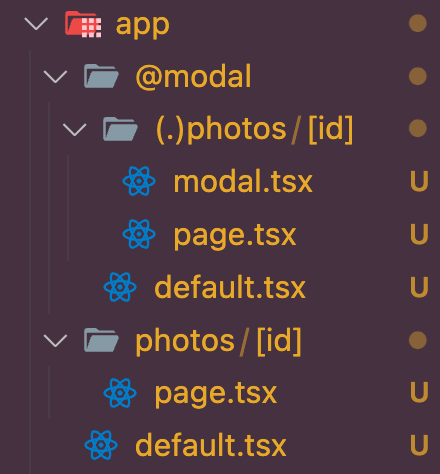 app
@modal
(.)photos/[id]
modal.tsx U
page.tsx U
default.tsx U
photos/[id]
page.tsx U
default.tsx U